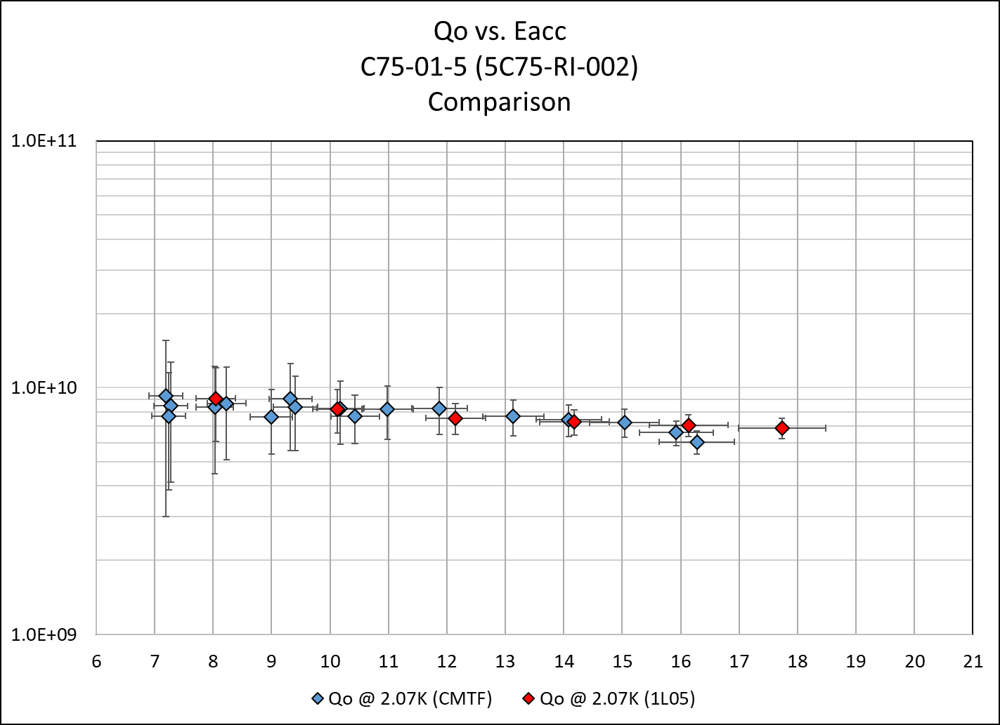 Qo vs. Eacc
C75-01-5 (5C75-RI-002)
Comparison
1.0E+11
1.0E+10
1.0E+09
6 7 8 9 10 11 12 13 14 15 16 17 18 19 20 21
Qo @ 2.07K (CMTF) Qo @ 2.07K (1L05)